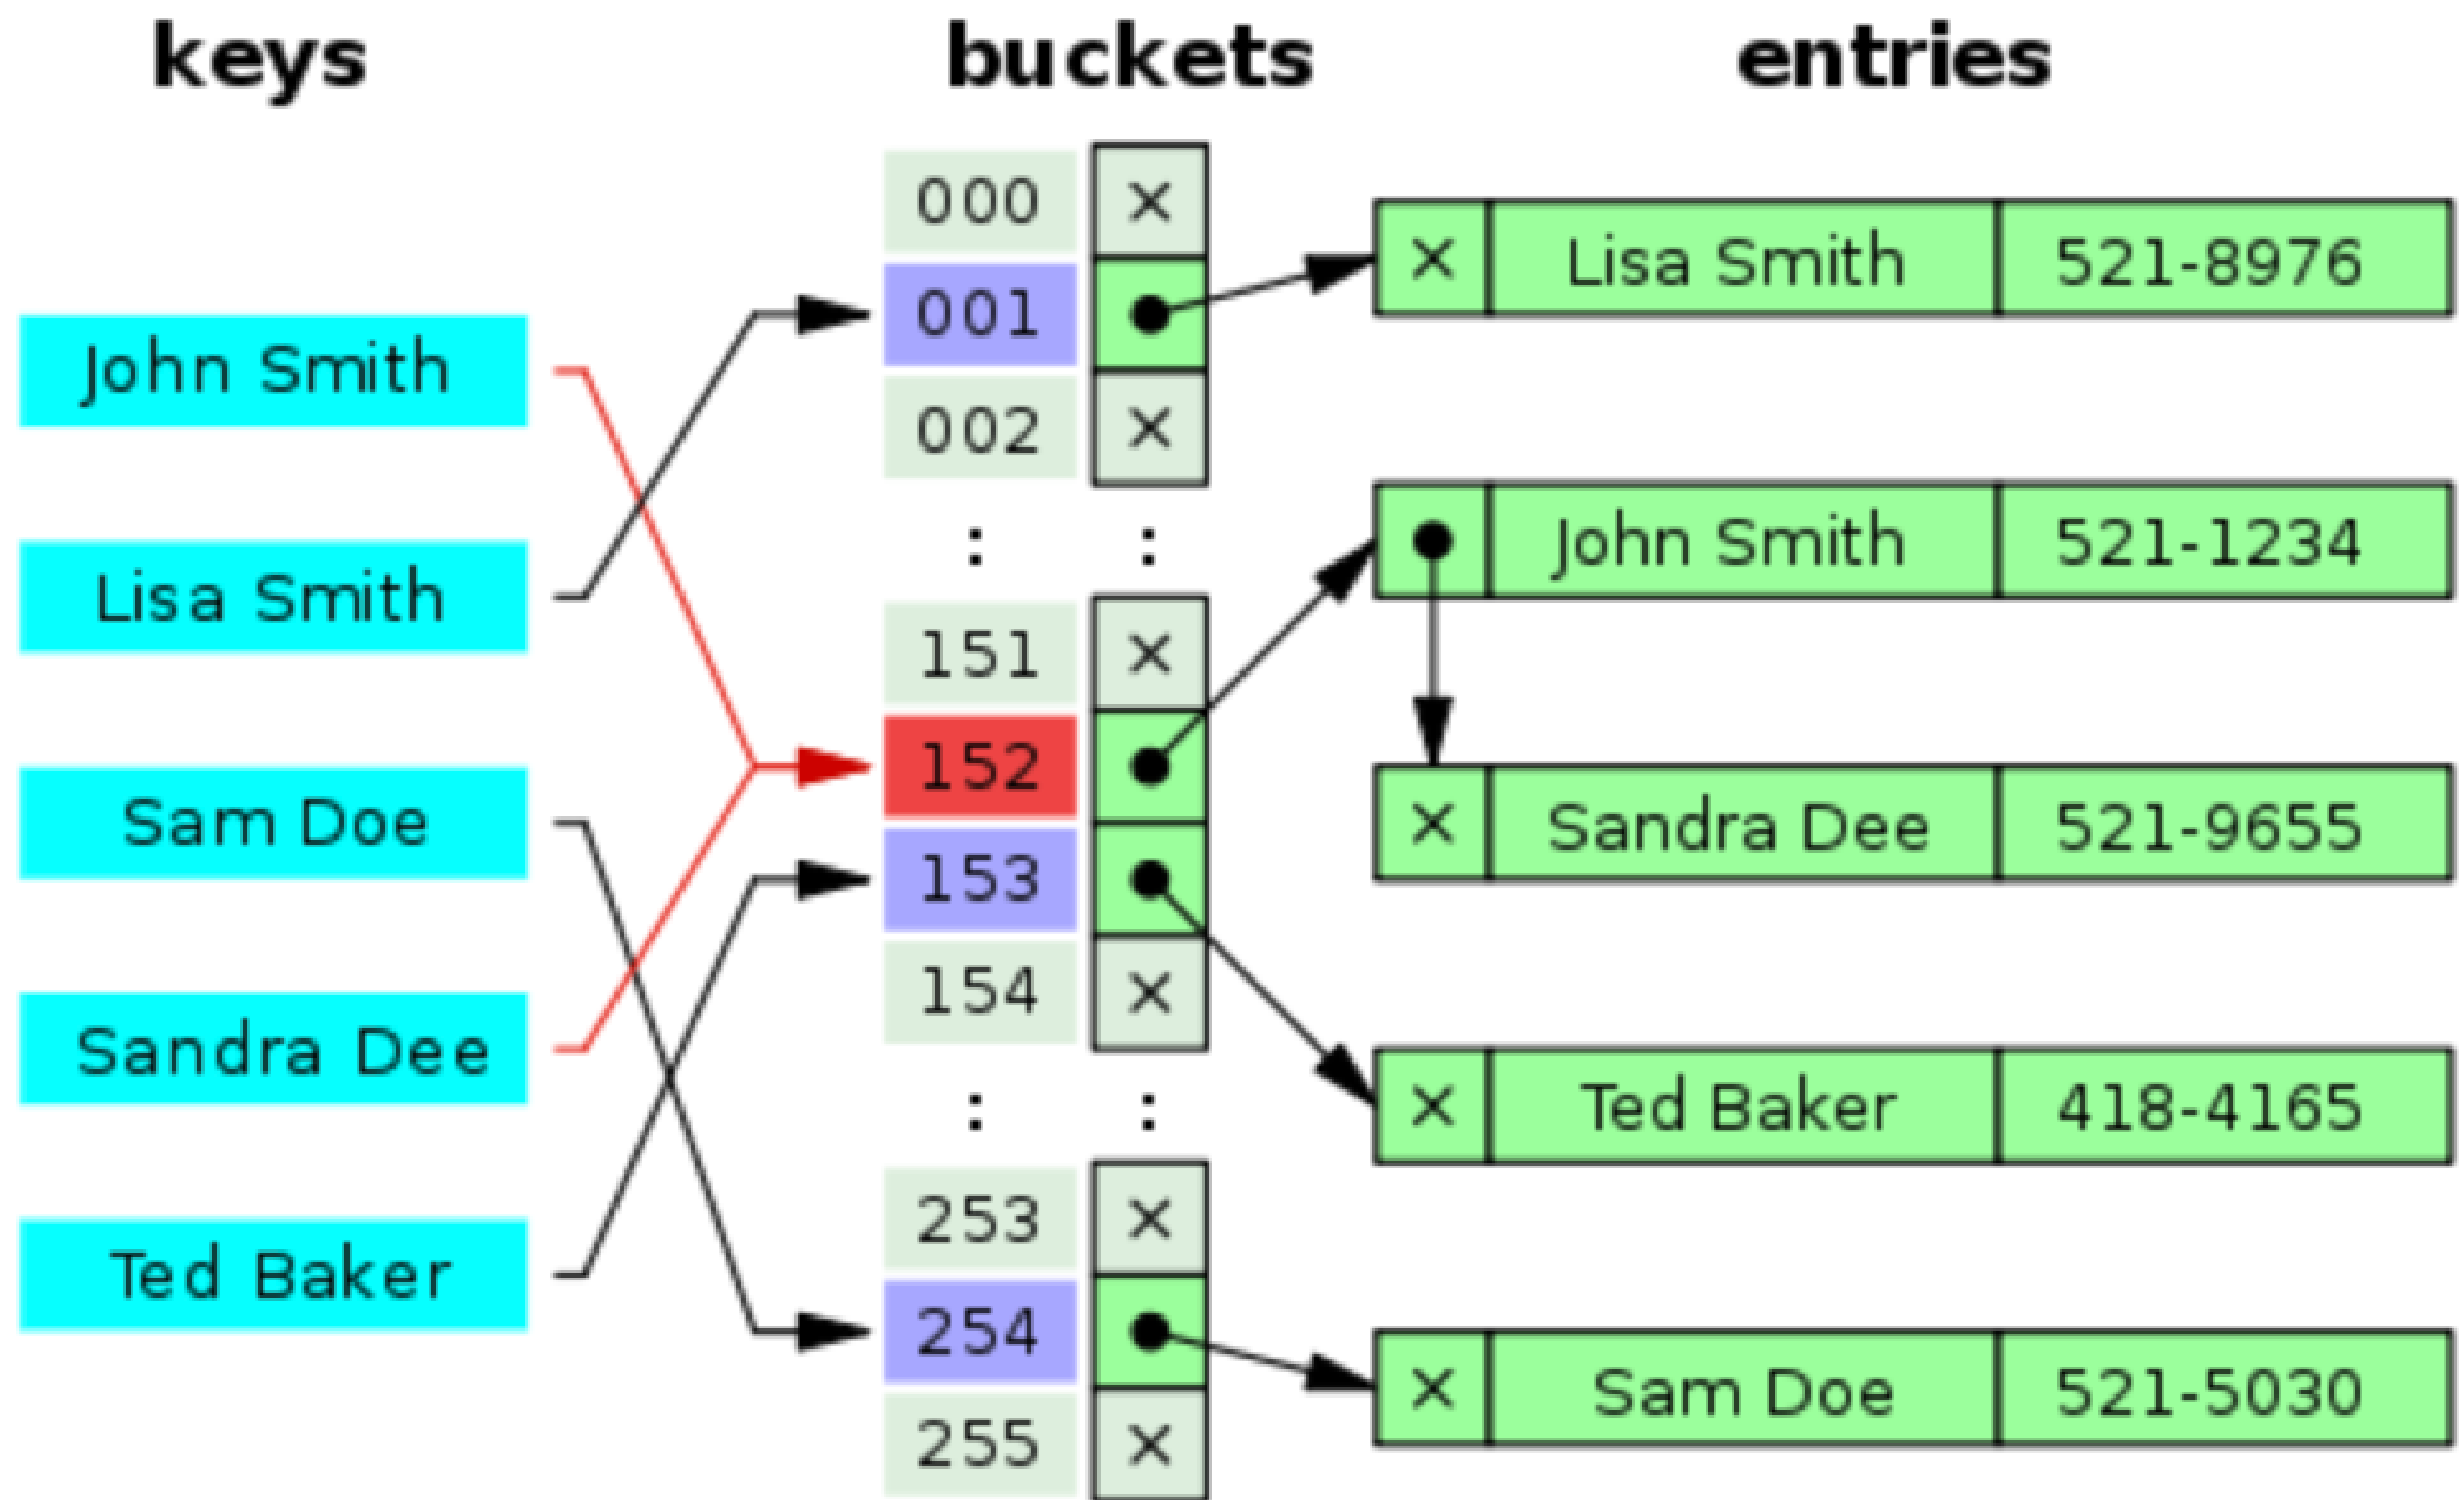 keys
buckets
entries
John Smith
Lisa Smith
Sam Doe
Sandra Dee
Ted Baker
000 ×
001
002 ×
: :
151 ×
152
153
154 ×
: :
253 ×
254
255 ×
× Lisa Smith 521-8976
John Smith 521-1234
× Sandra Dee 521-9655
× Ted Baker 418-4165
× Sam Doe 521-5030